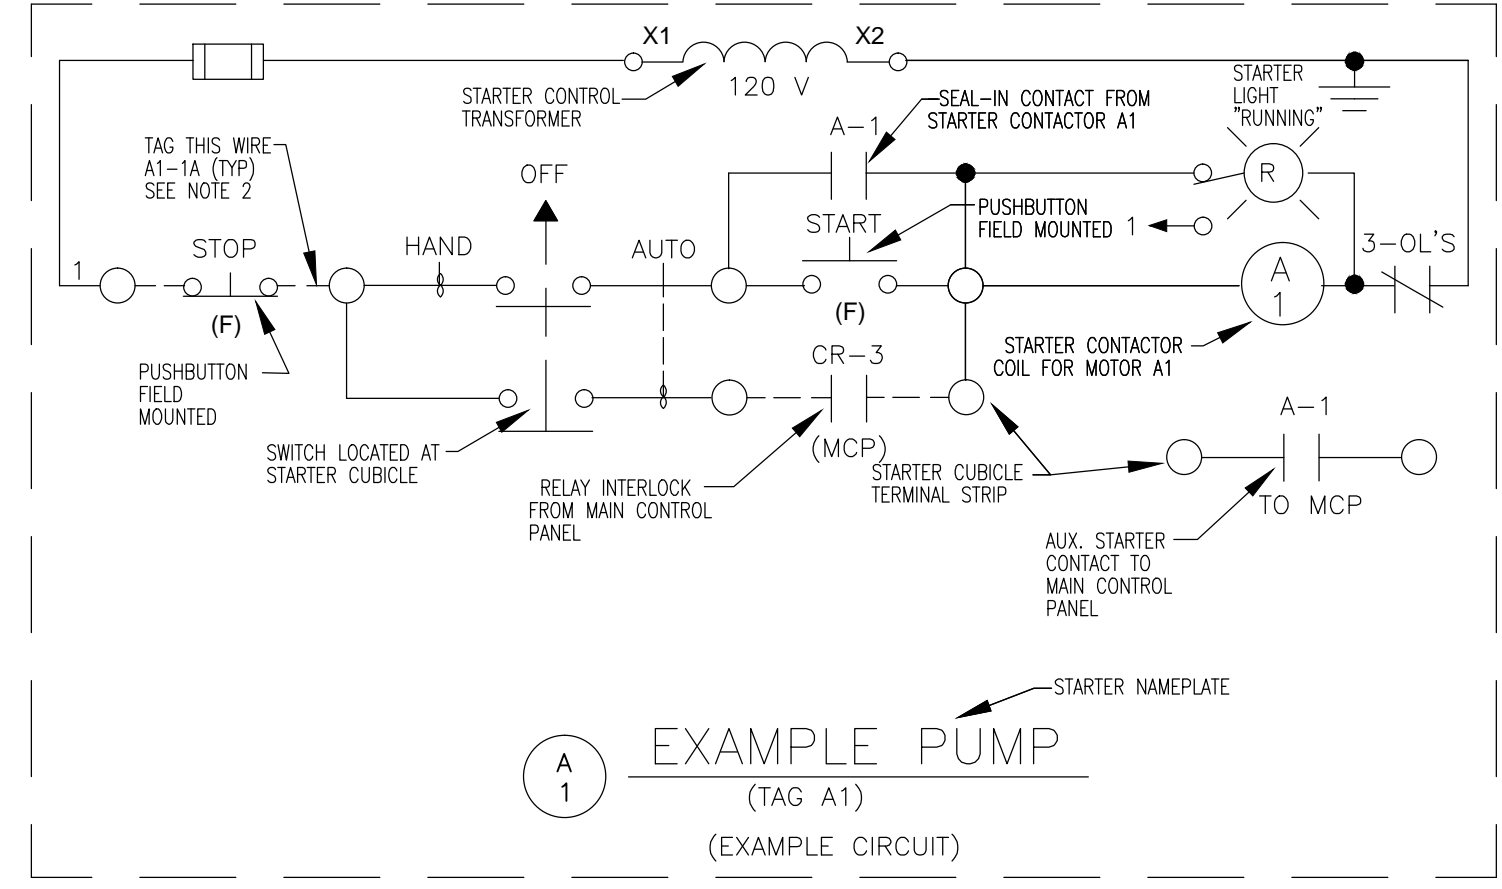 X1
X2
120 V
STARTER CONTROL
TRANSFORMER
STARTER
LIGHT
"RUNNING"
SEAL-IN CONTACT FROM
STARTER CONTACTOR A1
A-1
TAG THIS WIRE
A1-1A (TYP)
SEE NOTE 2
OFF
R
PUSHBUTTON
FIELD MOUNTED
1
START
STOP
HAND
AUTO
3-OL'S
1
A
1
(F)
(F)
PUSHBUTTON
FIELD
MOUNTED
CR-3
STARTER CONTACTOR
COIL FOR MOTOR A1
(MCP)
SWITCH LOCATED AT
STARTER CUBICLE
RELAY INTERLOCK
FROM MAIN CONTROL
PANEL
STARTER CUBICLE
TERMINAL STRIP
A-1
TO MCP
AUX. STARTER
CONTACT TO
MAIN CONTROL
PANEL
STARTER NAMEPLATE
A
1
EXAMPLE PUMP
(TAG A1)
(EXAMPLE CIRCUIT)